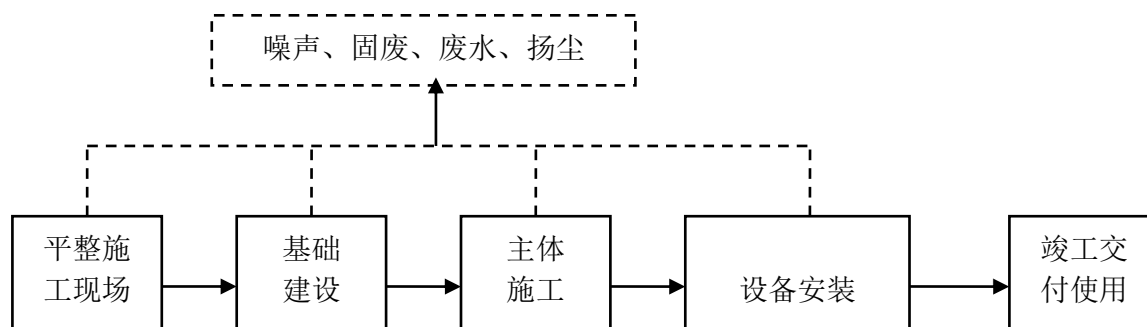 噪声、固废、废水、扬尘
平整施
工现场
基础
建设
主体
施工
设备安装
竣工交
付使用